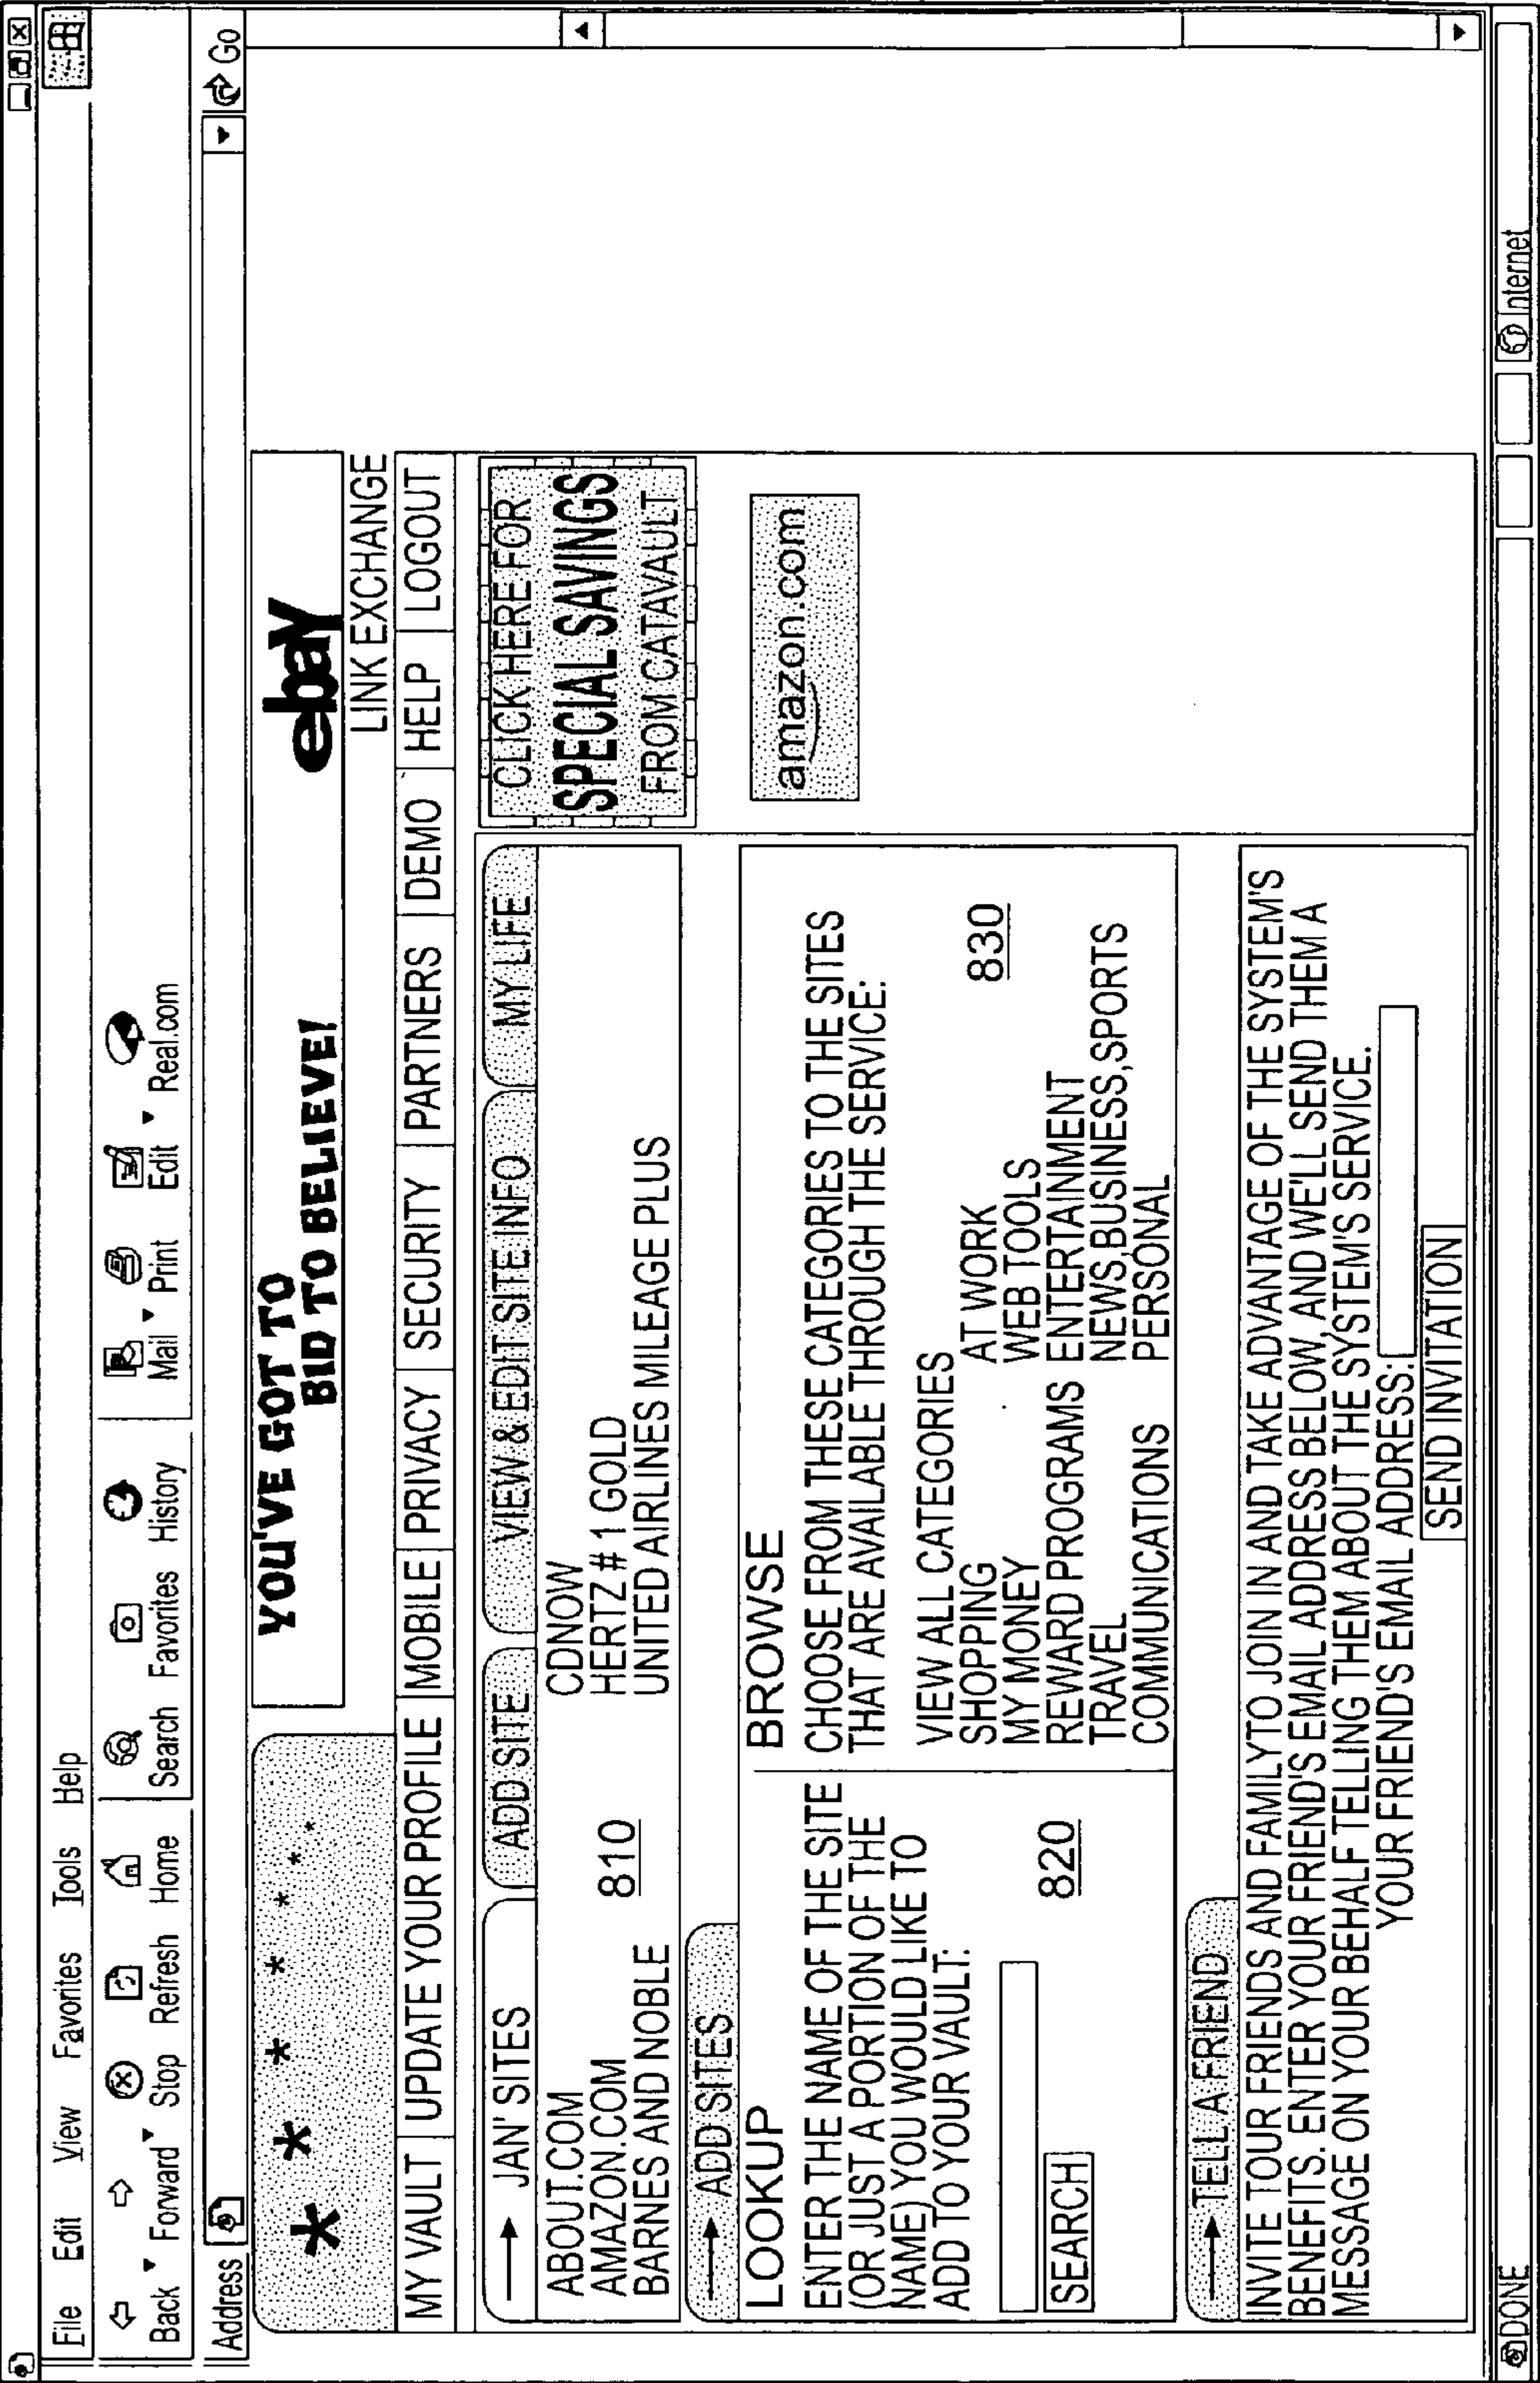 File Edit View Favorites Tools Help
Back Forward Stop Refresh Home Search Favorites History Mail Print Edit Real.com
Address Go
YOU'VE GOT TO
BID TO BELIEVE!
ebay
LINK EXCHANGE
MY VAULT UPDATE YOUR PROFILE MOBILE PRIVACY SECURITY PARTNERS DEMO HELP LOGOUT
JAN' SITES ADD SITE VIEW & EDIT SITE INFO MY LIFE
ABOUT.COM CDNOW
AMAZON.COM HERTZ # 1 GOLD
BARNES AND NOBLE UNITED AIRLINES MILEAGE PLUS
810
CLICK HERE FOR
SPECIAL SAVINGS
FROM CATAVAULT
amazon.com
ADD SITES
LOOKUP
ENTER THE NAME OF THE SITE
(OR JUST A PORTION OF THE
NAME) YOU WOULD LIKE TO
ADD TO YOUR VAULT:
SEARCH
820
BROWSE
CHOOSE FROM THESE CATEGORIES TO THE SITES
THAT ARE AVAILABLE THROUGH THE SERVICE:
VIEW ALL CATEGORIES
SHOPPING AT WORK
MY MONEY WEB TOOLS
REWARD PROGRAMS ENTERTAINMENT
TRAVEL NEWS,BUSINESS,SPORTS
COMMUNICATIONS PERSONAL
830
TELL A FRIEND
INVITE TOUR FRIENDS AND FAMILYTO JOIN IN AND TAKE ADVANTAGE OF THE SYSTEM'S
BENEFITS. ENTER YOUR FRIEND'S EMAIL ADDRESS BELOW, AND WE'LL SEND THEM A
MESSAGE ON YOUR BEHALF TELLING THEM ABOUT THE SYSTEM'S SERVICE.
YOUR FRIEND'S EMAIL ADDRESS:
SEND INVITATION
DONE nternet